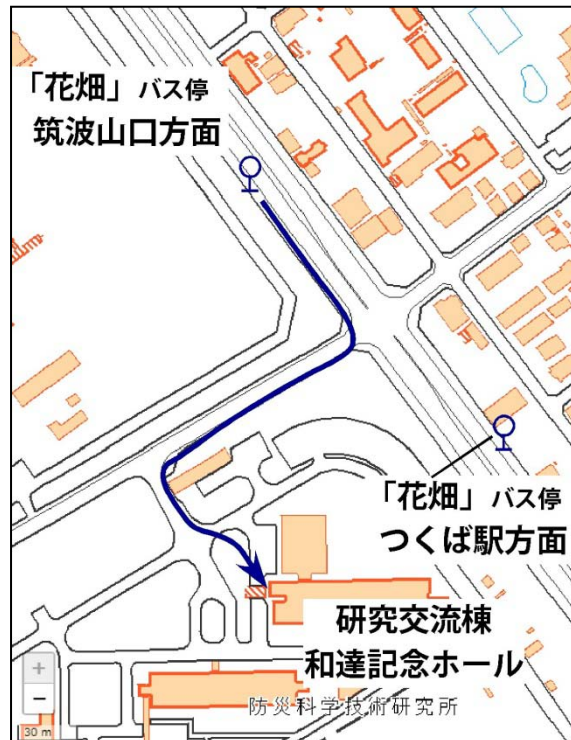 「花畑」バス停
筑波山口方面
「花畑」バス停
つくば駅方面
研究交流棟
和達記念ホール
防災科学技術研究所
+
−
30 m